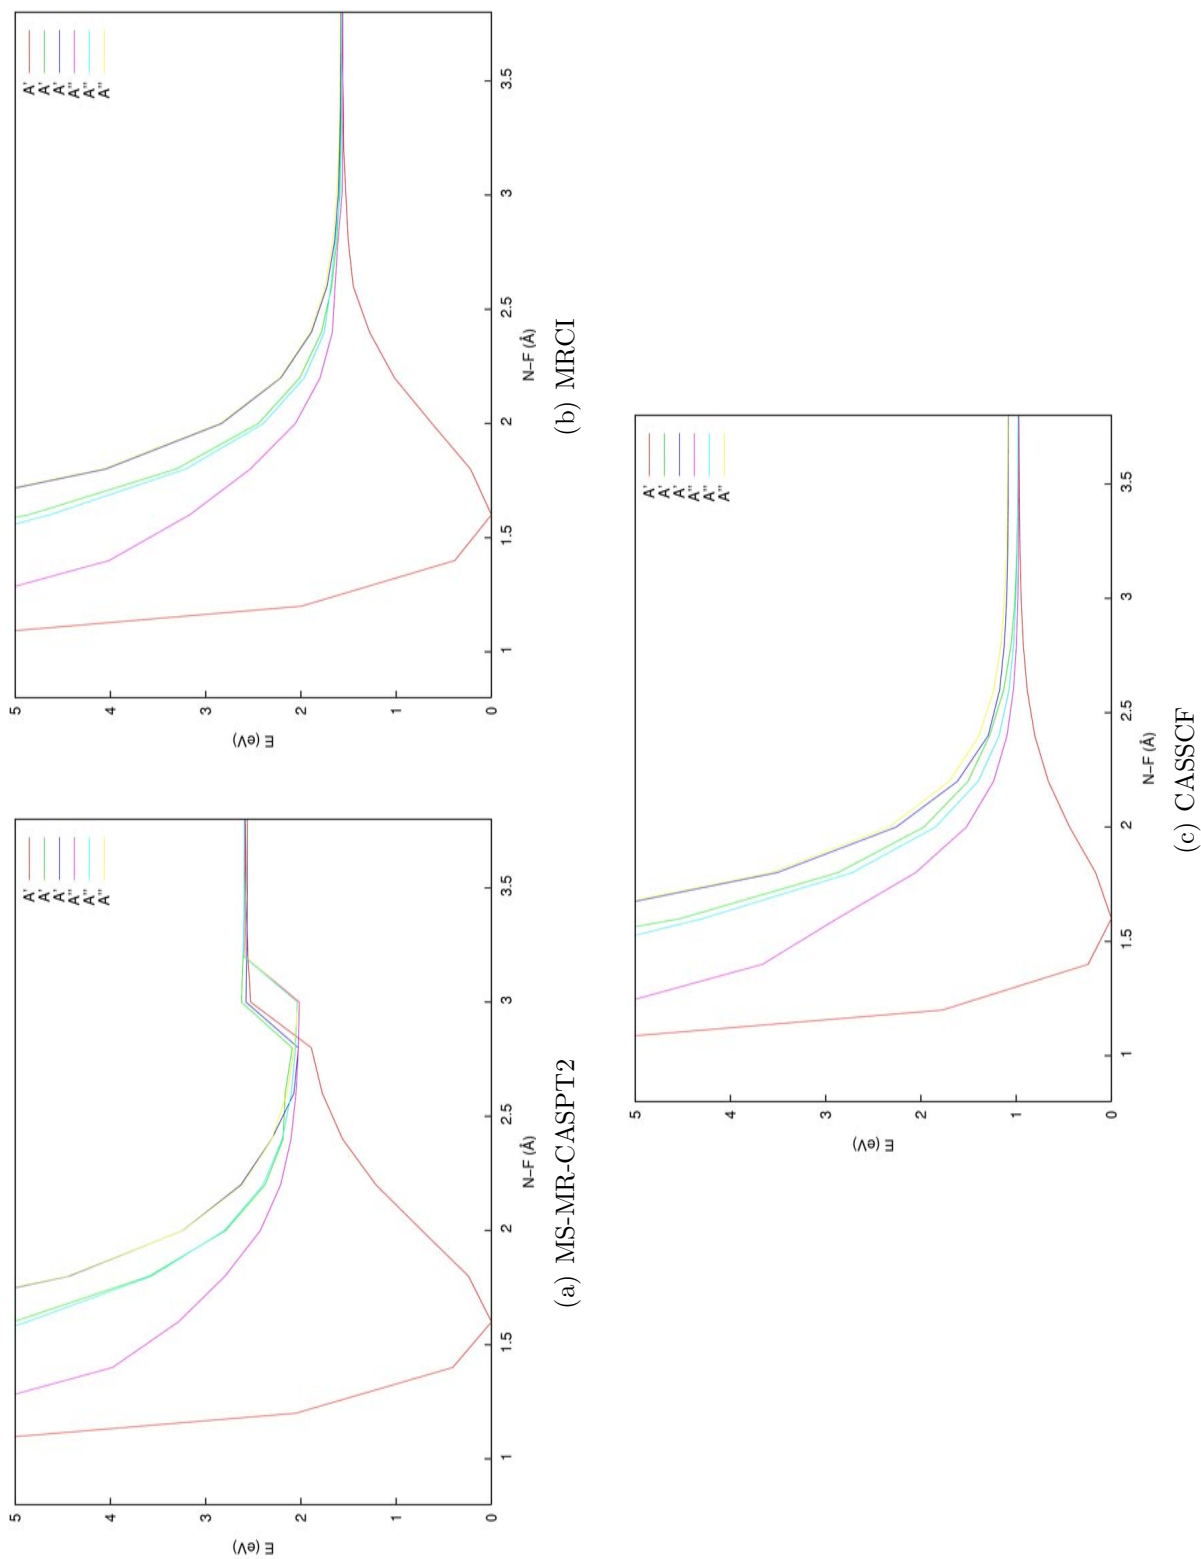 5
4
3
2
1
0
E (eV)
1
1.5
2
2.5
3
3.5
N–F (Å)
A'
A'
A'
A''
A''
A''
(a) MS-MR-CASPT2
5
4
3
2
1
0
E (eV)
1
1.5
2
2.5
3
3.5
N–F (Å)
A'
A'
A'
A''
A''
A''
(b) MRCI
5
4
3
2
1
0
E (eV)
1
1.5
2
2.5
3
3.5
N–F (Å)
A'
A'
A'
A''
A''
A''
(c) CASSCF